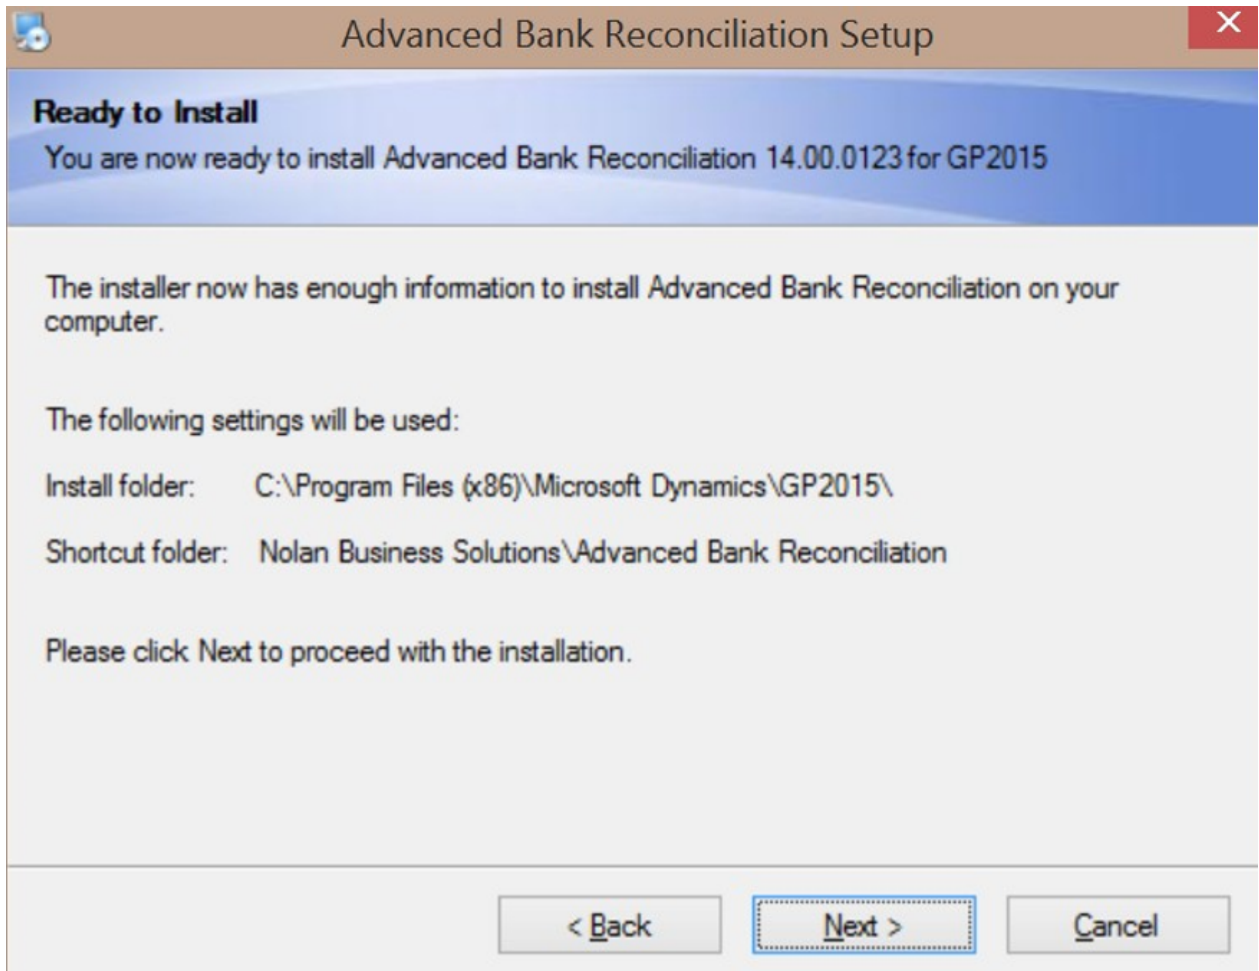 Advanced Bank Reconciliation Setup
Ready to Install
You are now ready to install Advanced Bank Reconciliation 14.00.0123 for GP2015
The installer now has enough information to install Advanced Bank Reconciliation on your
computer.
The following settings will be used:
Install folder: C:\Program Files (x86)\Microsoft Dynamics\GP2015\
Shortcut folder: Nolan Business Solutions\Advanced Bank Reconciliation
Please click Next to proceed with the installation.
< Back Next > Cancel